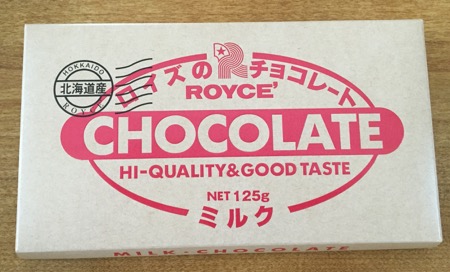 HOKKAIDO
北海道産
ROYCE'
ロイズの R チョコレート
ROYCE'
CHOCOLATE
HI-QUALITY&GOOD TASTE
NET 125g
ミルク
MILK·CHOCOLATE